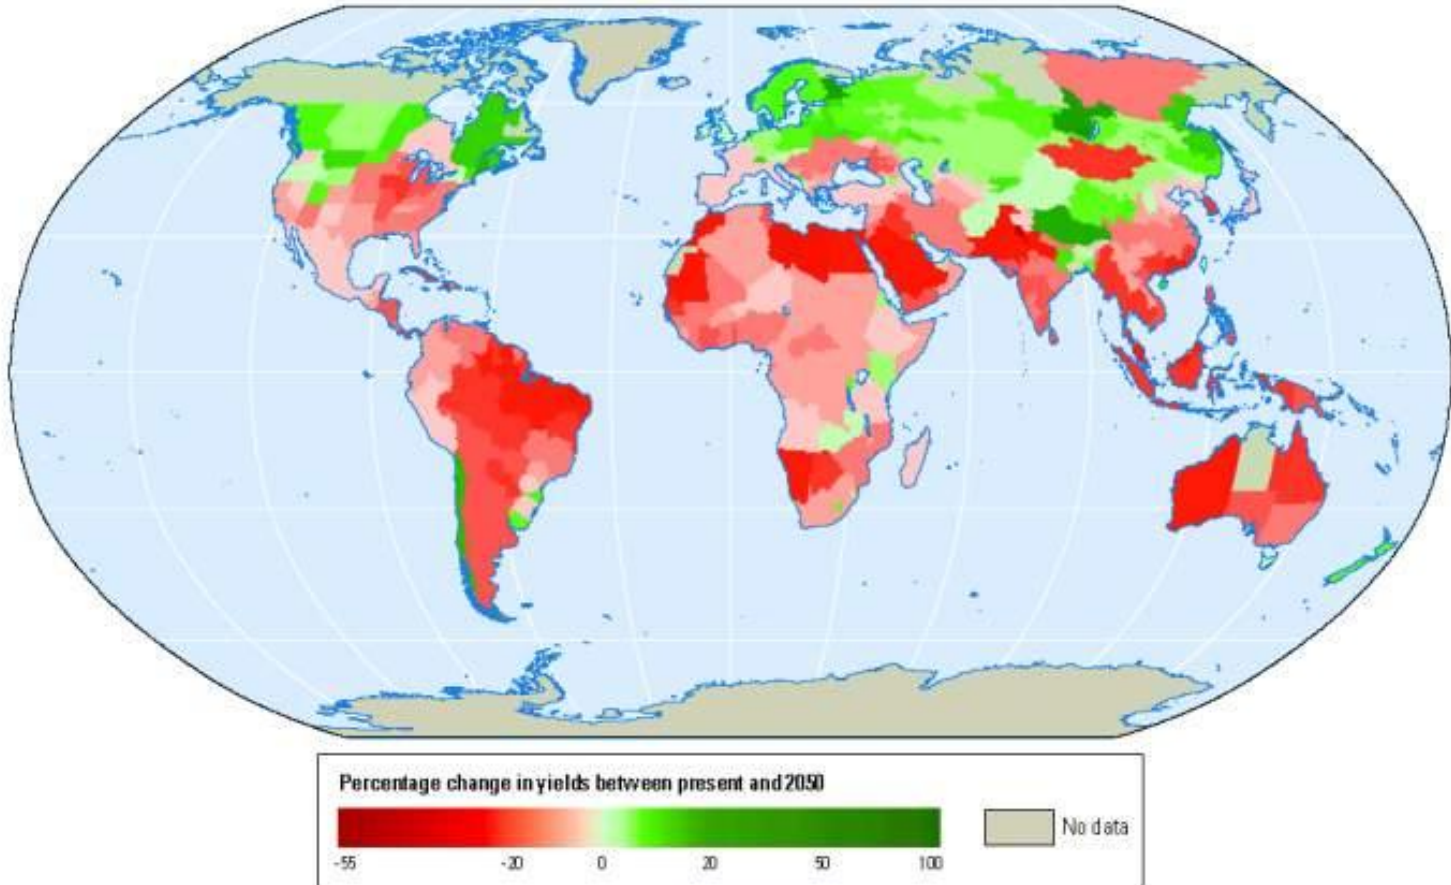 Percentage change in yields between present and 2050
No data
-55 -20 0 20 50 100